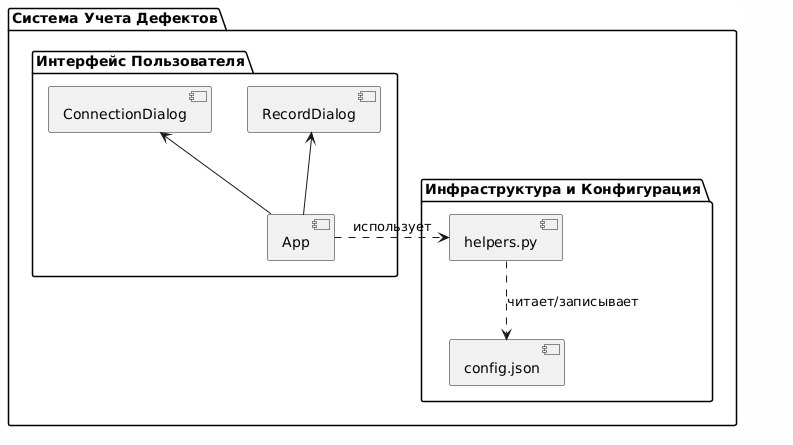 Система Учета Дефектов
Интерфейс Пользователя
ConnectionDialog
RecordDialog
App
использует
Инфраструктура и Конфигурация
helpers.py
читает/записывает
config.json